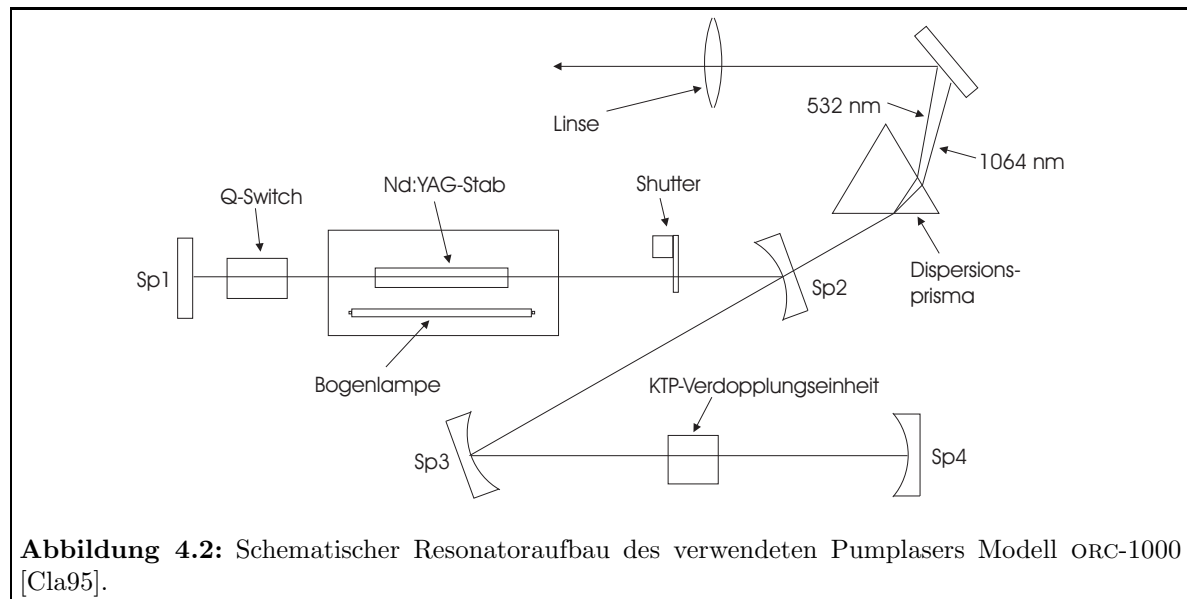 Linse
532 nm
1064 nm
Nd:YAG-Stab
Shutter
Q-Switch
Sp1
Sp2
Dispersions-
prisma
Bogenlampe
KTP-Verdopplungseinheit
Sp3
Sp4
Abbildung 4.2: Schematischer Resonatoraufbau des verwendeten Pumplasers Modell ORC-1000
[Cla95].